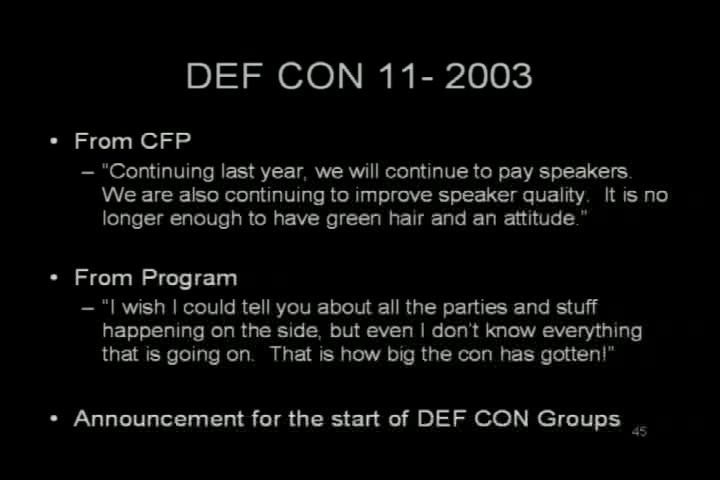 DEF CON 11- 2003
• From CFP
– "Continuing last year, we will continue to pay speakers.
We are also continuing to improve speaker quality. It is no
longer enough to have green hair and an attitude."
• From Program
– "I wish I could tell you about all the parties and stuff
happening on the side, but even I don't know everything
that is going on. That is how big the con has gotten!"
• Announcement for the start of DEF CON Groups
45